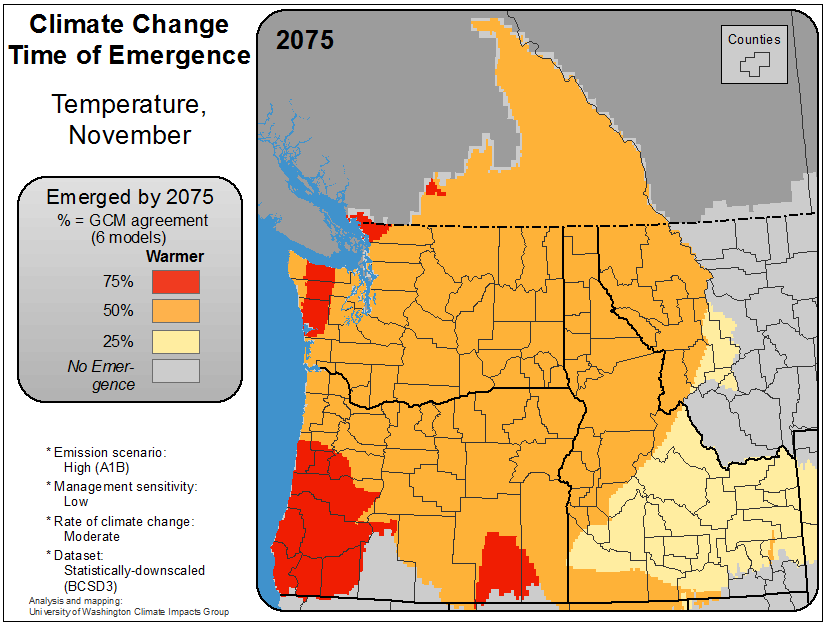 Climate Change
Time of Emergence
Temperature,
November
Emerged by 2075
% = GCM agreement
(6 models)
Warmer
75%
50%
25%
No Emer-
gence
* Emission scenario:
High (A1B)
* Management sensitivity:
Low
* Rate of climate change:
Moderate
* Dataset:
Statistically-downscaled
(BCSD3)
Analysis and mapping:
University of Washington Climate Impacts Group
2075
Counties